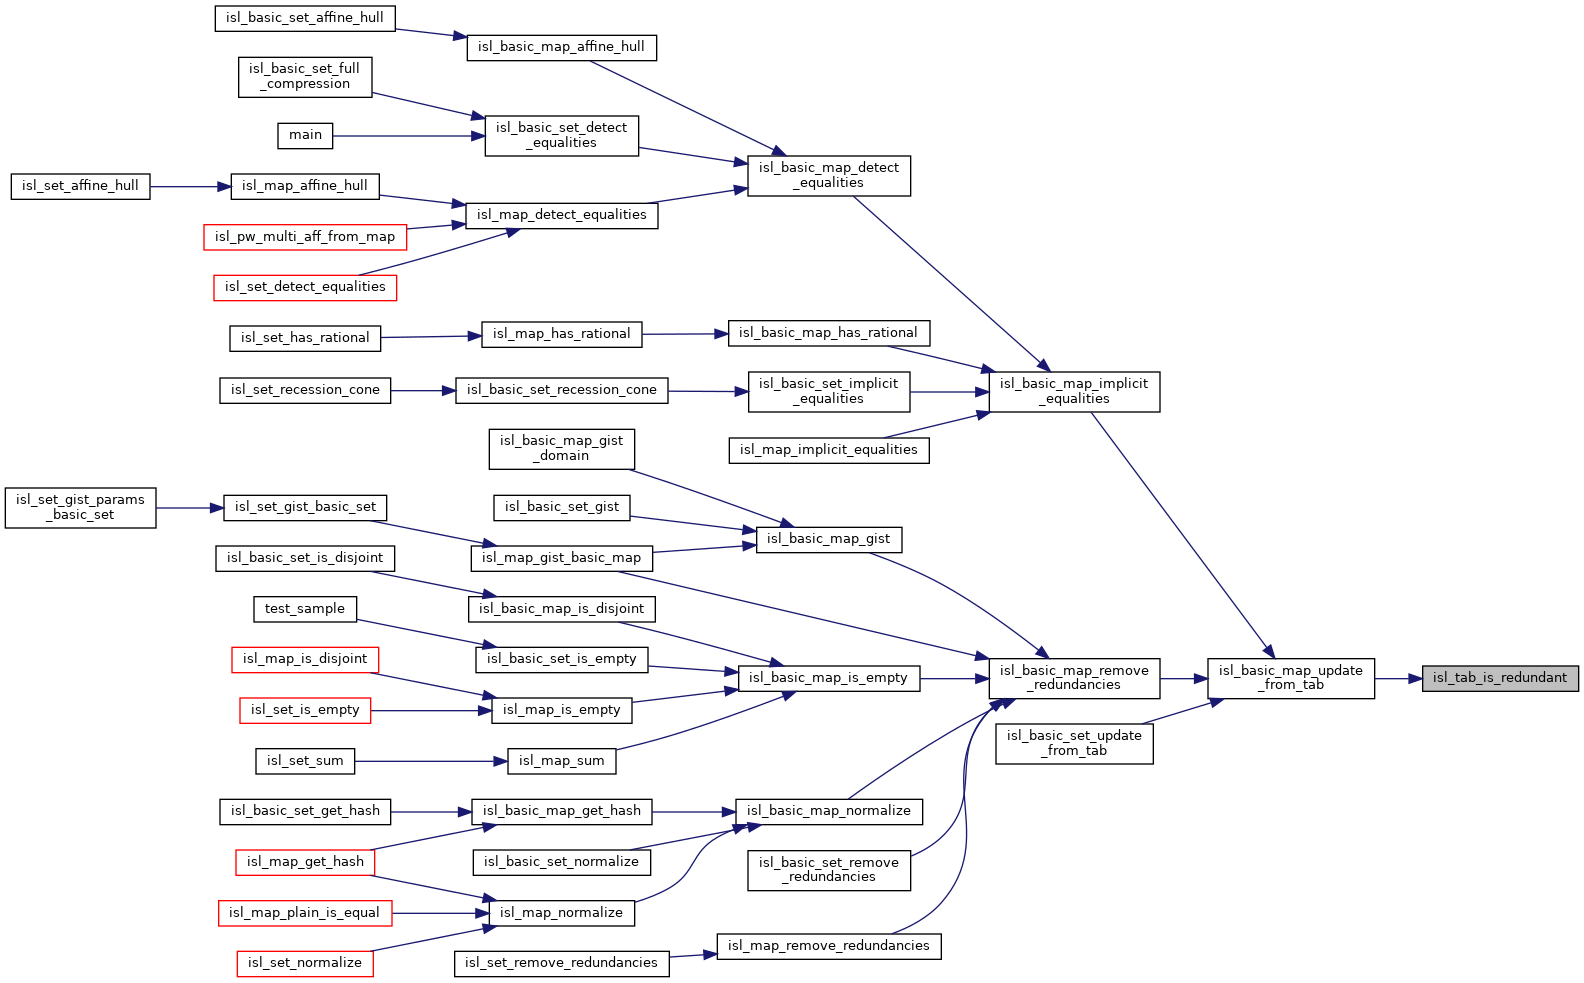 isl_basic_set_affine_hull
isl_basic_map_affine_hull
isl_basic_set_full
_compression
isl_basic_set_detect
_equalities
main
isl_basic_map_detect
_equalities
isl_set_affine_hull
isl_map_affine_hull
isl_map_detect_equalities
isl_pw_multi_aff_from_map
isl_set_detect_equalities
isl_set_has_rational
isl_map_has_rational
isl_basic_map_has_rational
isl_set_recession_cone
isl_basic_set_recession_cone
isl_basic_set_implicit
_equalities
isl_basic_map_implicit
_equalities
isl_map_implicit_equalities
isl_basic_map_gist
_domain
isl_set_gist_params
_basic_set
isl_set_gist_basic_set
isl_basic_set_gist
isl_basic_map_gist
isl_basic_set_is_disjoint
isl_map_gist_basic_map
test_sample
isl_basic_map_is_disjoint
isl_map_is_disjoint
isl_basic_set_is_empty
isl_basic_map_is_empty
isl_basic_map_remove
_redundancies
isl_basic_map_update
_from_tab
isl_tab_is_redundant
isl_set_is_empty
isl_map_is_empty
isl_basic_set_update
_from_tab
isl_set_sum
isl_map_sum
isl_basic_set_get_hash
isl_basic_map_get_hash
isl_basic_map_normalize
isl_map_get_hash
isl_basic_set_normalize
isl_basic_set_remove
_redundancies
isl_map_plain_is_equal
isl_map_normalize
isl_set_normalize
isl_set_remove_redundancies
isl_map_remove_redundancies